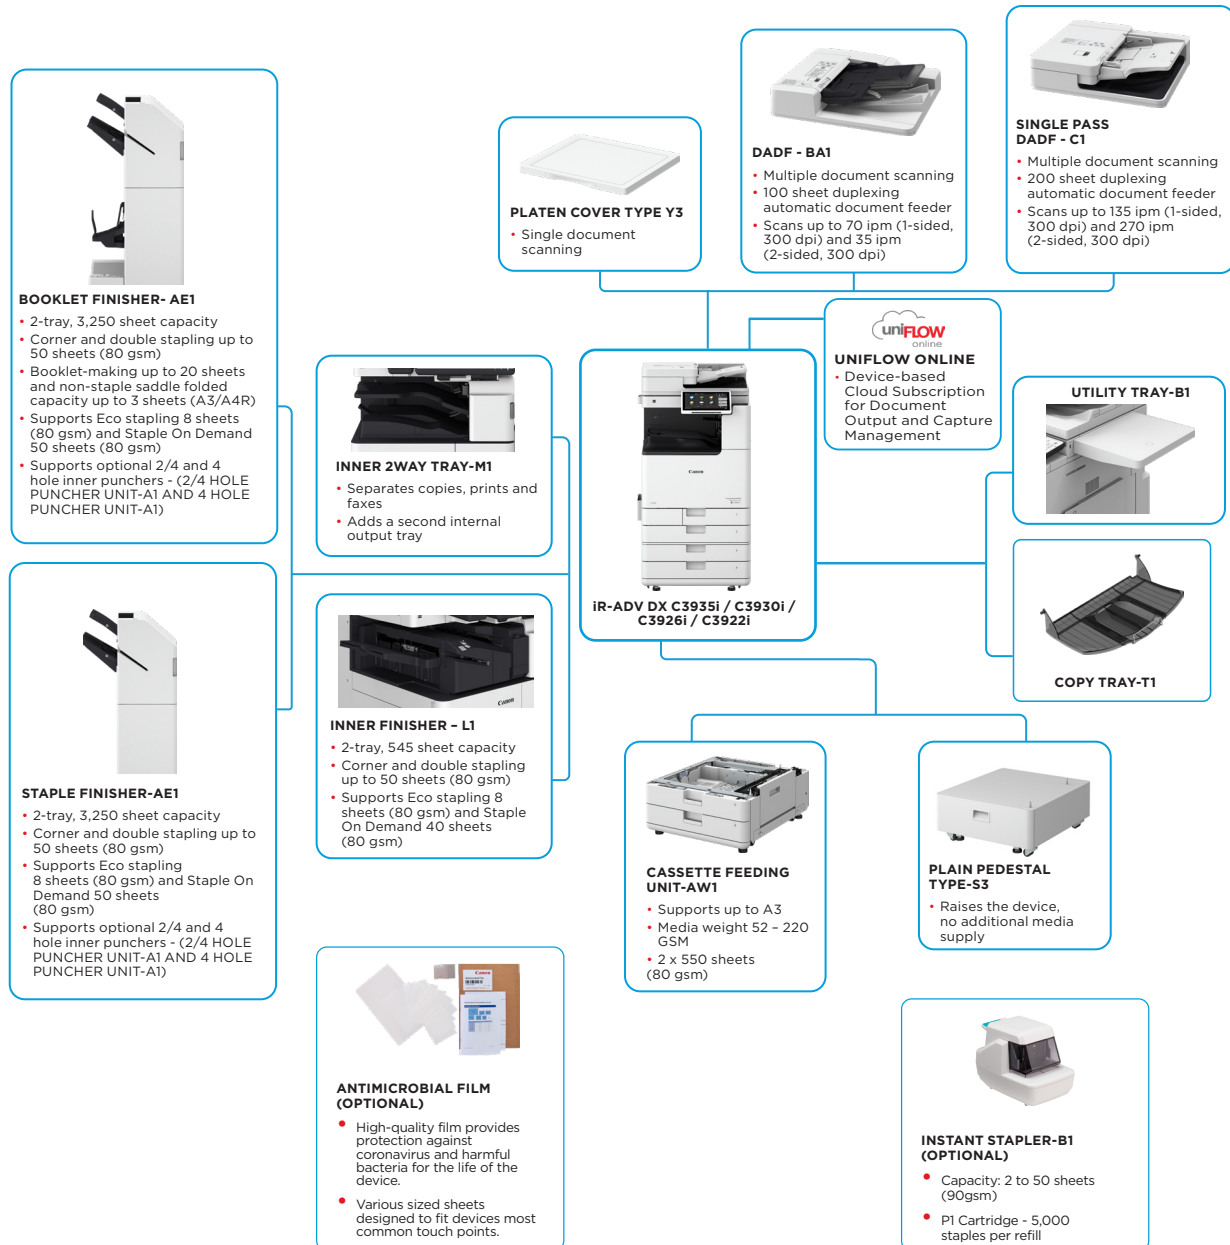 BOOKLET FINISHER- AE1
• 2-tray, 3,250 sheet capacity
• Corner and double stapling up to
50 sheets (80 gsm)
• Booklet-making up to 20 sheets
and non-staple saddle folded
capacity up to 3 sheets (A3/A4R)
• Supports Eco stapling 8 sheets
(80 gsm) and Staple On Demand
50 sheets (80 gsm)
• Supports optional 2/4 and 4
hole inner punchers - (2/4 HOLE
PUNCHER UNIT-A1 AND 4 HOLE
PUNCHER UNIT-A1)
STAPLE FINISHER-AE1
• 2-tray, 3,250 sheet capacity
• Corner and double stapling up to
50 sheets (80 gsm)
• Supports Eco stapling
8 sheets (80 gsm) and Staple On
Demand 50 sheets
(80 gsm)
• Supports optional 2/4 and 4
hole inner punchers - (2/4 HOLE
PUNCHER UNIT-A1 AND 4 HOLE
PUNCHER UNIT-A1)
INNER 2WAY TRAY-M1
• Separates copies, prints and
faxes
• Adds a second internal
output tray
Canon
INNER FINISHER – L1
• 2-tray, 545 sheet capacity
• Corner and double stapling
up to 50 sheets (80 gsm)
• Supports Eco stapling 8
sheets (80 gsm) and Staple
On Demand 40 sheets
(80 gsm)
PLATEN COVER TYPE Y3
• Single document
scanning
DADF - BA1
• Multiple document scanning
• 100 sheet duplexing
automatic document feeder
• Scans up to 70 ipm (1-sided,
300 dpi) and 35 ipm
(2-sided, 300 dpi)
SINGLE PASS
DADF - C1
• Multiple document scanning
• 200 sheet duplexing
automatic document feeder
• Scans up to 135 ipm (1-sided,
300 dpi) and 270 ipm
(2-sided, 300 dpi)
uniFLOW
online
UNIFLOW ONLINE
• Device-based
Cloud Subscription
for Document
Output and Capture
Management
Canon
iR-ADV DX C3935i / C3930i /
C3926i / C3922i
UTILITY TRAY-B1
COPY TRAY-T1
CASSETTE FEEDING
UNIT-AW1
• Supports up to A3
• Media weight 52 – 220
GSM
• 2 x 550 sheets
(80 gsm)
PLAIN PEDESTAL
TYPE-S3
• Raises the device,
no additional media
supply
Canon
ANTIMICROBIAL FILM
(OPTIONAL)
• High-quality film provides
protection against
coronavirus and harmful
bacteria for the life of the
device.
• Various sized sheets
designed to fit devices most
common touch points.
INSTANT STAPLER-B1
(OPTIONAL)
• Capacity: 2 to 50 sheets
(90gsm)
• P1 Cartridge - 5,000
staples per refill